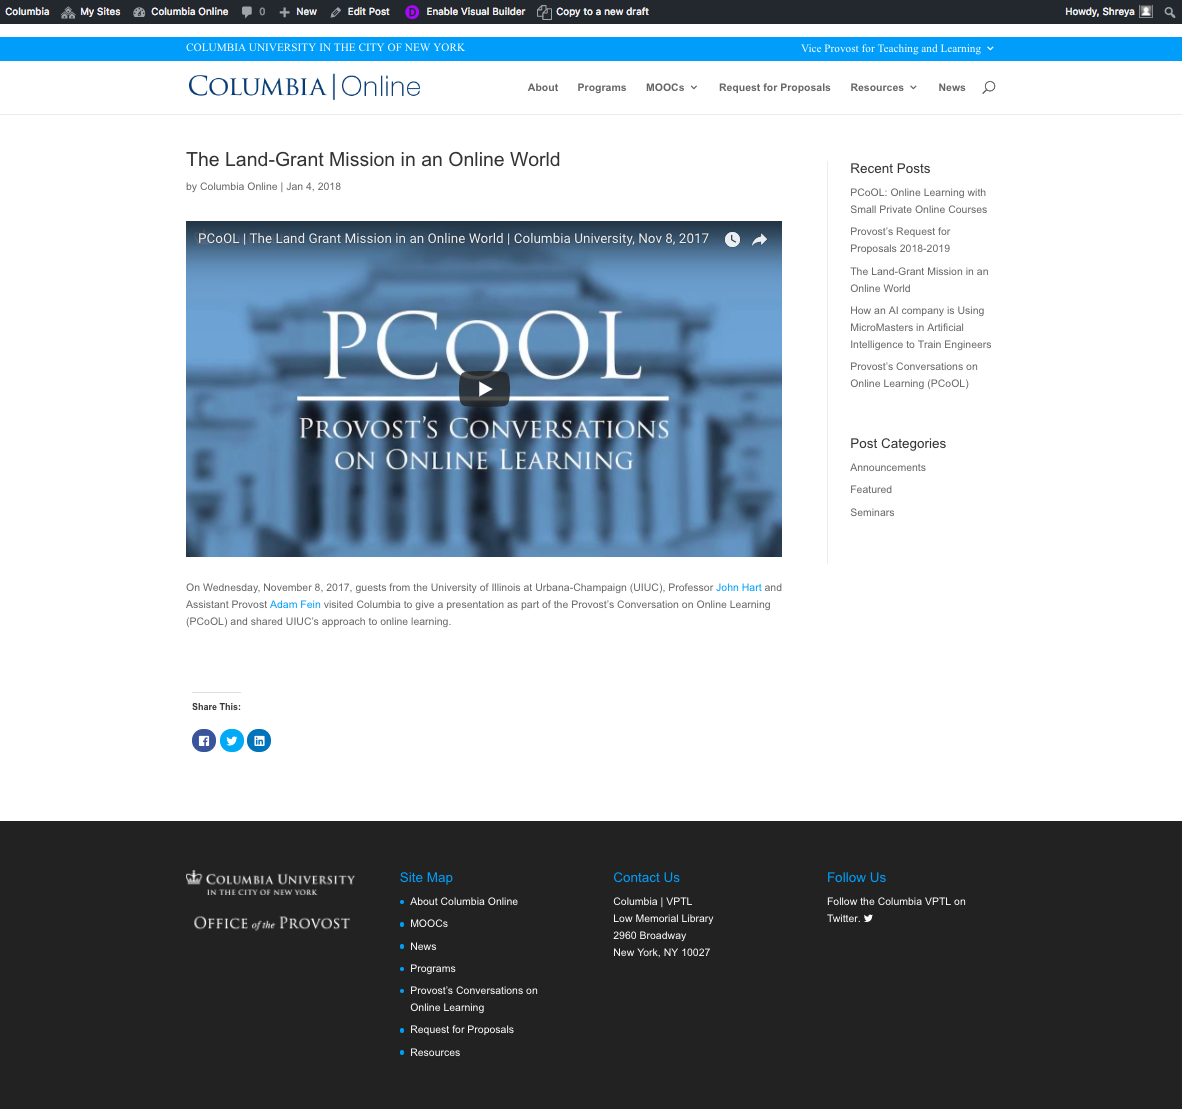 Columbia My Sites Columbia Online 0 New Edit Post D Enable Visual Builder Copy to a new draft Howdy, Shreya
COLUMBIA UNIVERSITY IN THE CITY OF NEW YORK Vice Provost for Teaching and Learning
COLUMBIA | Online About Programs MOOCs Request for Proposals Resources News
The Land-Grant Mission in an Online World
by Columbia Online | Jan 4, 2018
PCoOL | The Land Grant Mission in an Online World | Columbia University, Nov 8, 2017
PCoOL
PROVOST'S CONVERSATIONS
ON ONLINE LEARNING
On Wednesday, November 8, 2017, guests from the University of Illinois at Urbana-Champaign (UIUC), Professor John Hart and
Assistant Provost Adam Fein visited Columbia to give a presentation as part of the Provost's Conversation on Online Learning
(PCoOL) and shared UIUC's approach to online learning.
Share This:
Recent Posts
PCoOL: Online Learning with
Small Private Online Courses
Provost's Request for
Proposals 2018-2019
The Land-Grant Mission in an
Online World
How an AI company is Using
MicroMasters in Artificial
Intelligence to Train Engineers
Provost's Conversations on
Online Learning (PCoOL)
Post Categories
Announcements
Featured
Seminars
COLUMBIA UNIVERSITY
IN THE CITY OF NEW YORK
OFFICE of the PROVOST
Site Map
About Columbia Online
MOOCs
News
Programs
Provost's Conversations on
Online Learning
Request for Proposals
Resources
Contact Us
Columbia | VPTL
Low Memorial Library
2960 Broadway
New York, NY 10027
Follow Us
Follow the Columbia VPTL on
Twitter.